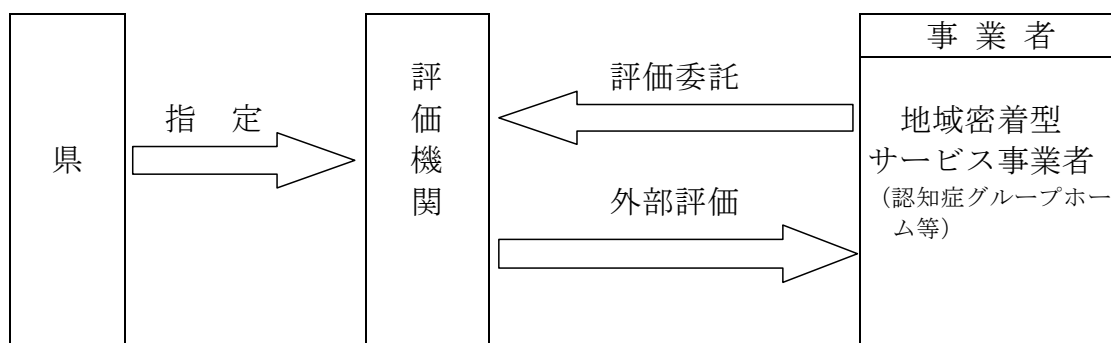 県
指　定
評価機関
評価委託
外部評価
事 業 者
地域密着型
サービス事業者
（認知症グループホー
ム等）